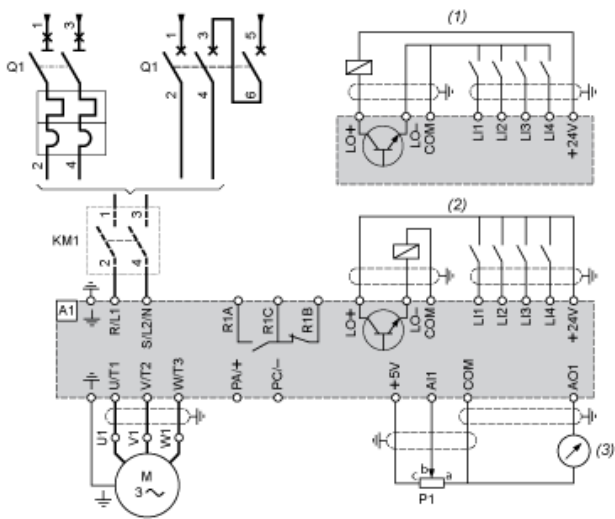 1 3 1 3 5
Q1 Q1
2 4 2 4 6
(1)
LO+ LO− COM LI1 LI2 LI3 LI4 +24V
KM1 1 3
2 4
(2)
A1 R/L1 S/L2/N R1A R1C R1B LO+ LO− COM LI1 LI2 LI3 LI4 +24V
U/T1 V/T2 W/T3 PA/+ PC/− +5V AI1 COM AO1
U1 V1 W1
M
3
c b a
P1
(3)